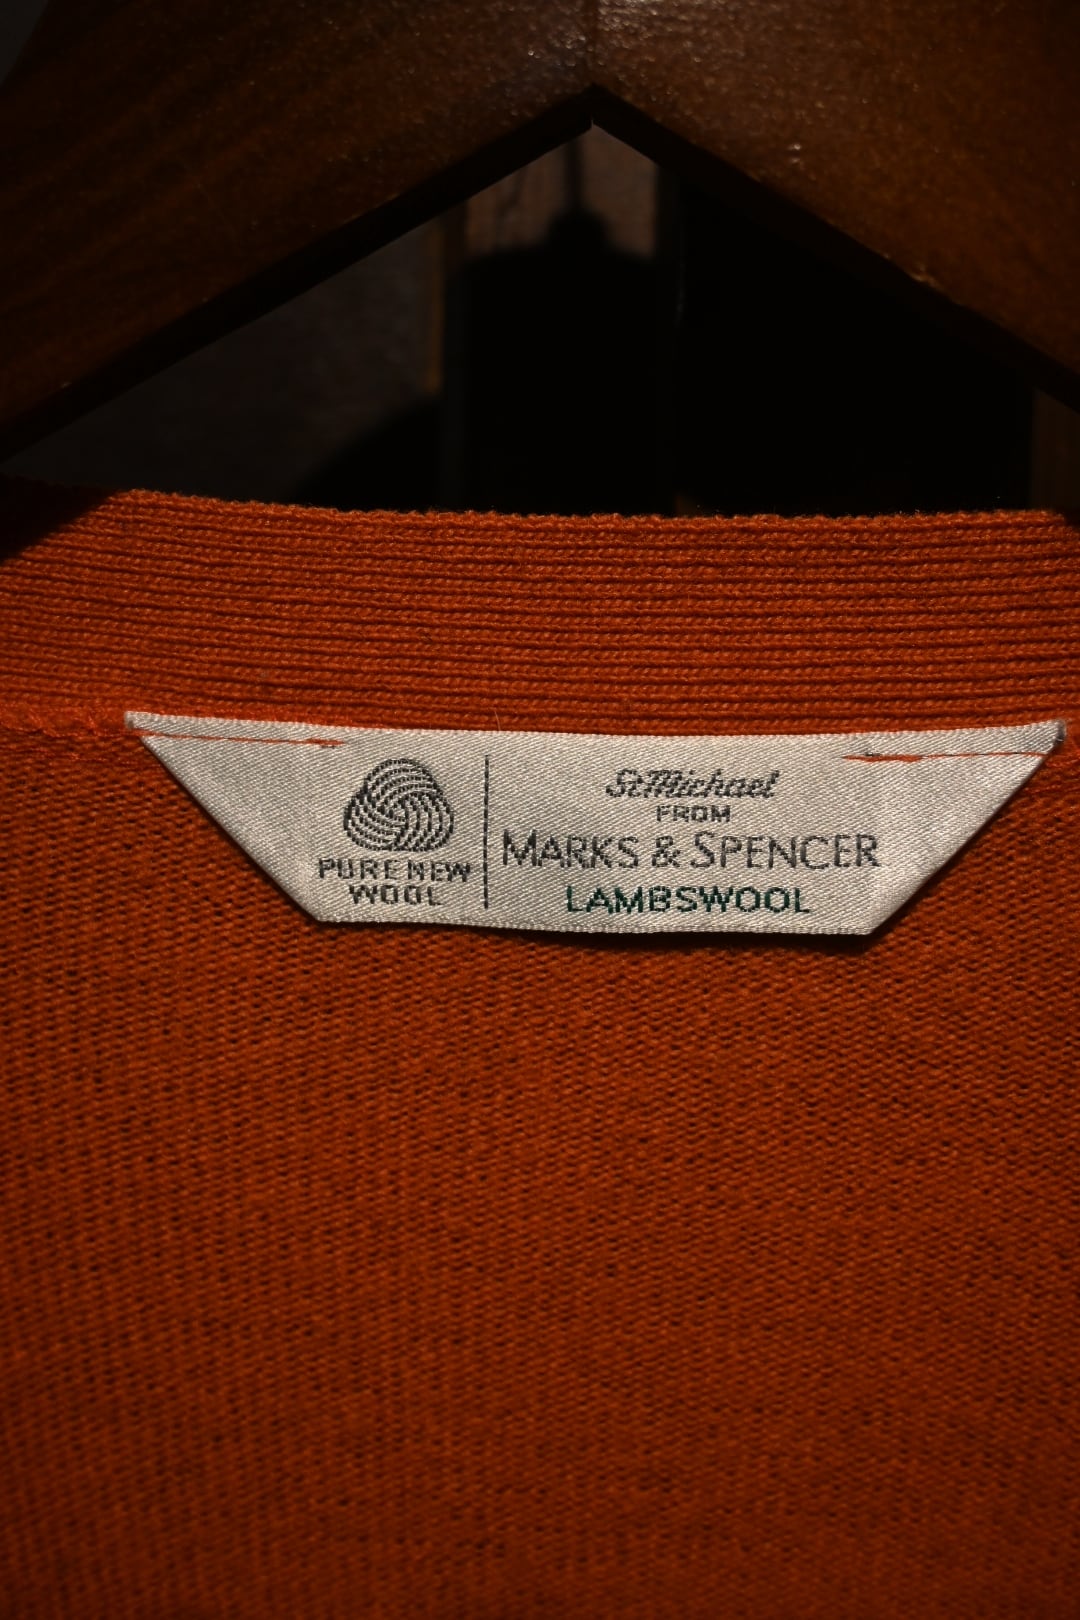 PURE NEW
WOOL
St Michael
FROM
MARKS & SPENCER
LAMBSWOOL